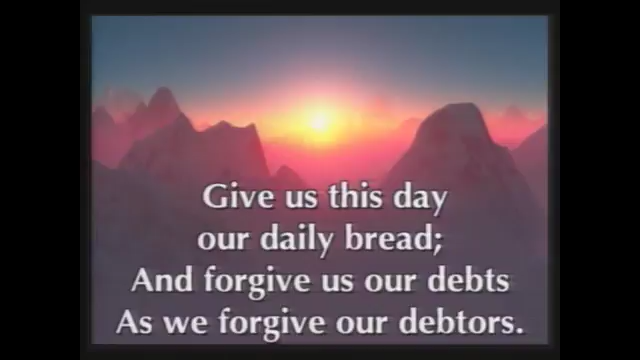 Give us this day
our daily bread;
And forgive us our debts
As we forgive our debtors.